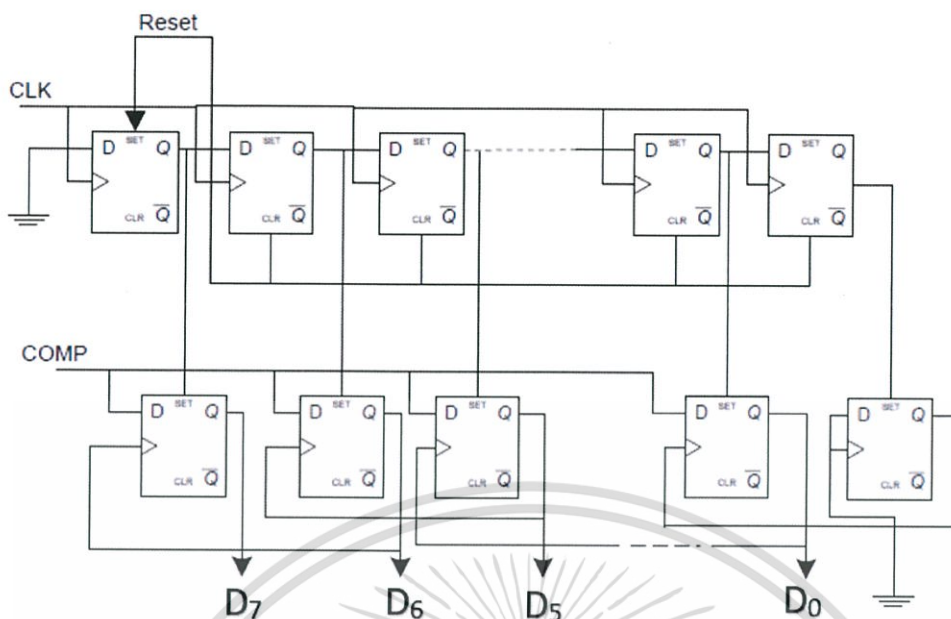 Reset
CLK
D SET Q
CLR Q̅
D SET Q
CLR Q̅
D SET Q
CLR Q̅
D SET Q
CLR Q̅
D SET Q
CLR Q̅
COMP
D SET Q
CLR Q̅
D SET Q
CLR Q̅
D SET Q
CLR Q̅
D SET Q
CLR Q̅
D SET Q
CLR Q̅
D₇ D₆ D₅ D₀